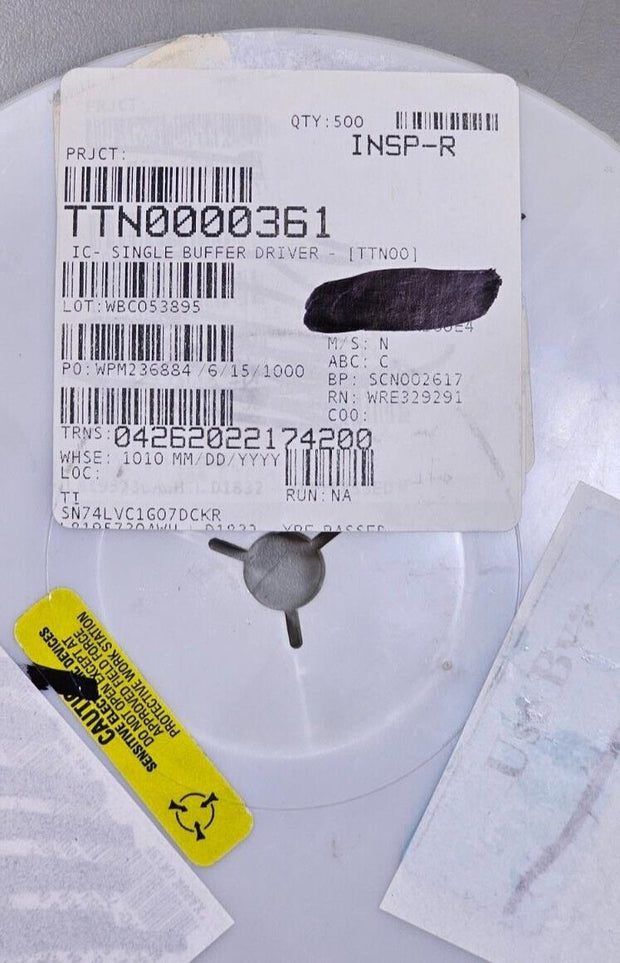 PRJCT:
QTY:500
INSP-R
TTN0000361
IC- SINGLE BUFFER DRIVER - [TTN00]
LOT:WBC053895
M/S: N
ABC: C
PO:WPM236884 /6/15/1000
BP: SCN002617
RN: WRE329291
COO:
TRNS:04262022174200
WHSE: 1010 MM/DD/YYYY
LOC:
RUN:NA
TI
SN74LVC1G07DCKR
CAUTION
SENSITIVE DEVICES
DO NOT OPEN EXCEPT AT
APPROVED FIELD FORCE
PROTECTIVE WORK STATION